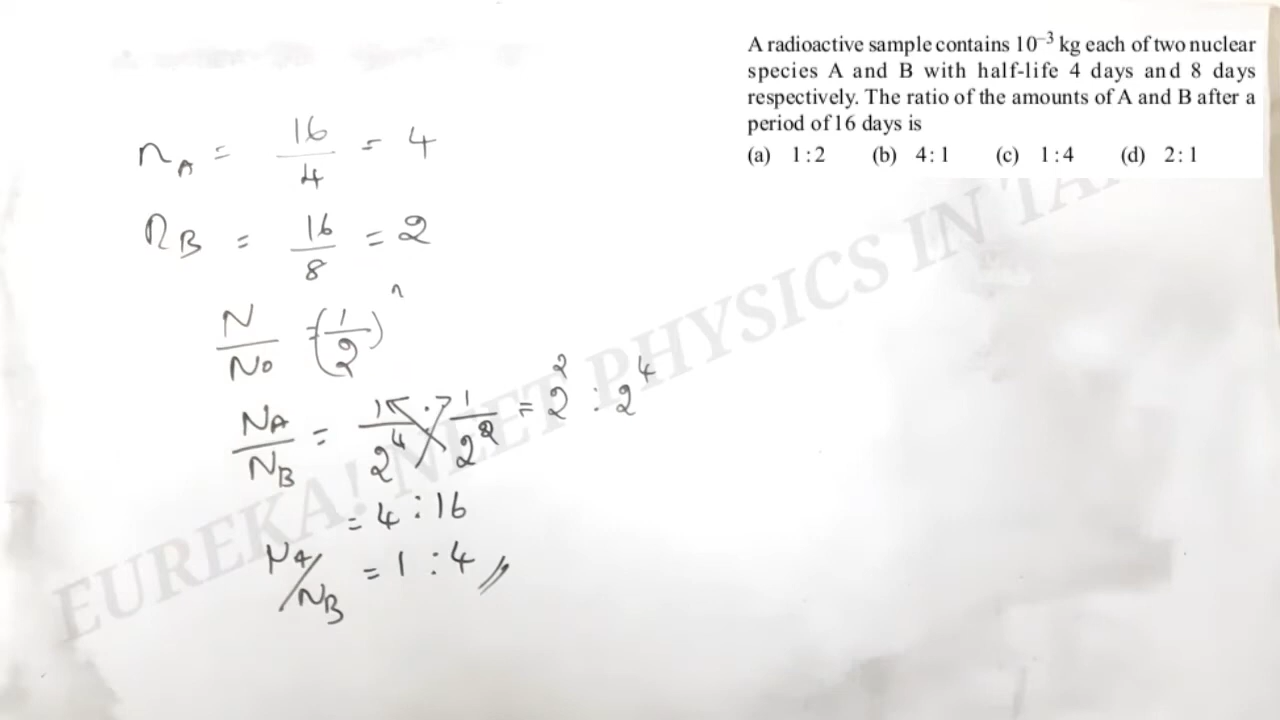 A radioactive sample contains 10⁻³ kg each of two nuclear
species A and B with half-life 4 days and 8 days
respectively. The ratio of the amounts of A and B after a
period of 16 days is
(a) 1 : 2 (b) 4 : 1 (c) 1 : 4 (d) 2 : 1
n_A = 16/4 = 4
n_B = 16/8 = 2
N/N₀ = (1/2)ⁿ
N_A/N_B = 1/2⁴ : 1/2² = 2² : 2⁴
= 4 : 16
N_A/N_B = 1 : 4
EUREKA! NEET PHYSICS IN